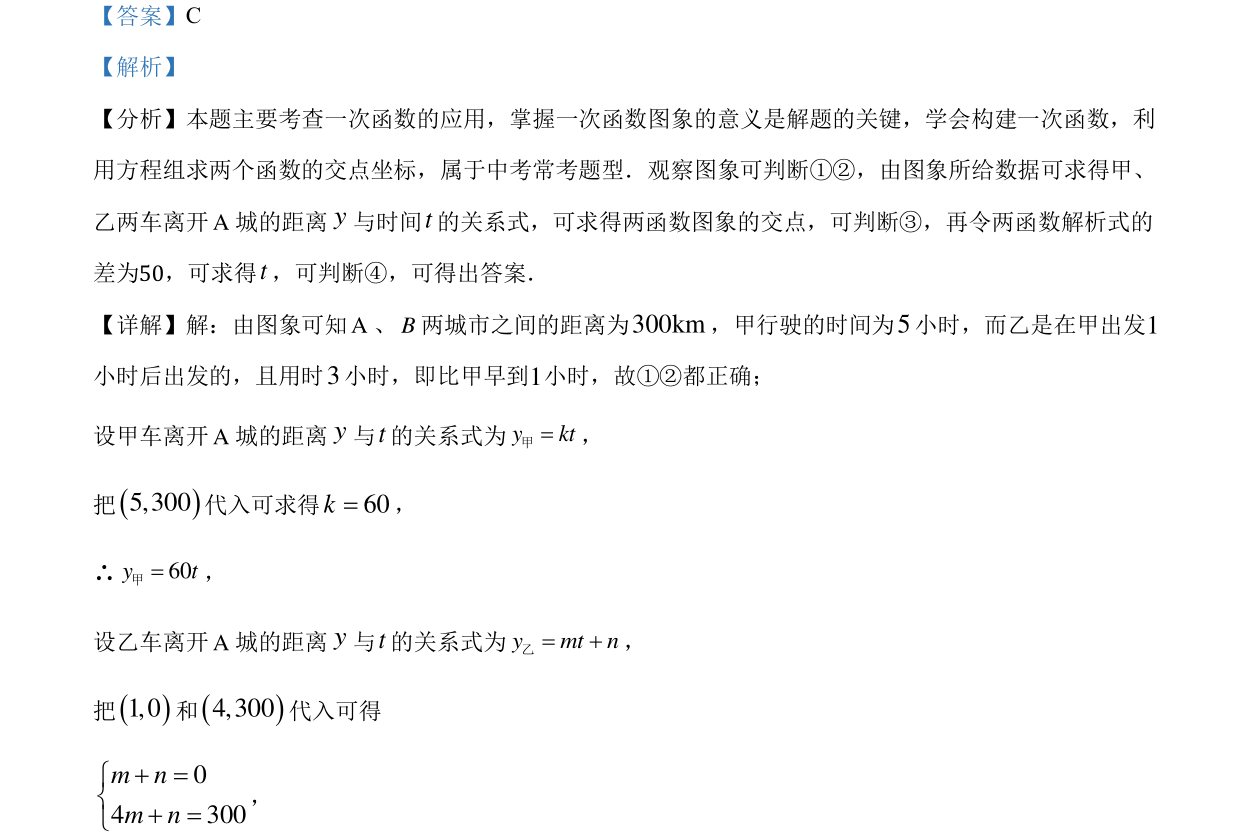 【答案】C
【解析】
【分析】本题主要考查一次函数的应用，掌握一次函数图象的意义是解题的关键，学会构建一次函数，利
用方程组求两个函数的交点坐标，属于中考常考题型．观察图象可判断①②，由图象所给数据可求得甲、
乙两车离开 A 城的距离 y 与时间 t 的关系式，可求得两函数图象的交点，可判断③，再令两函数解析式的
差为50，可求得 t ，可判断④，可得出答案．
【详解】解：由图象可知 A 、 B 两城市之间的距离为300km ，甲行驶的时间为 5 小时，而乙是在甲出发1
小时后出发的，且用时 3 小时，即比甲早到1小时，故①②都正确；
设甲车离开 A 城的距离 y 与 t 的关系式为 y甲 = kt ，
把 (5,300) 代入可求得 k = 60 ，
∴ y甲 = 60t ，
设乙车离开 A 城的距离 y 与 t 的关系式为 y乙 = mt + n ，
把 (1,0) 和 (4,300) 代入可得
{ m + n = 0
4m + n = 300 ，